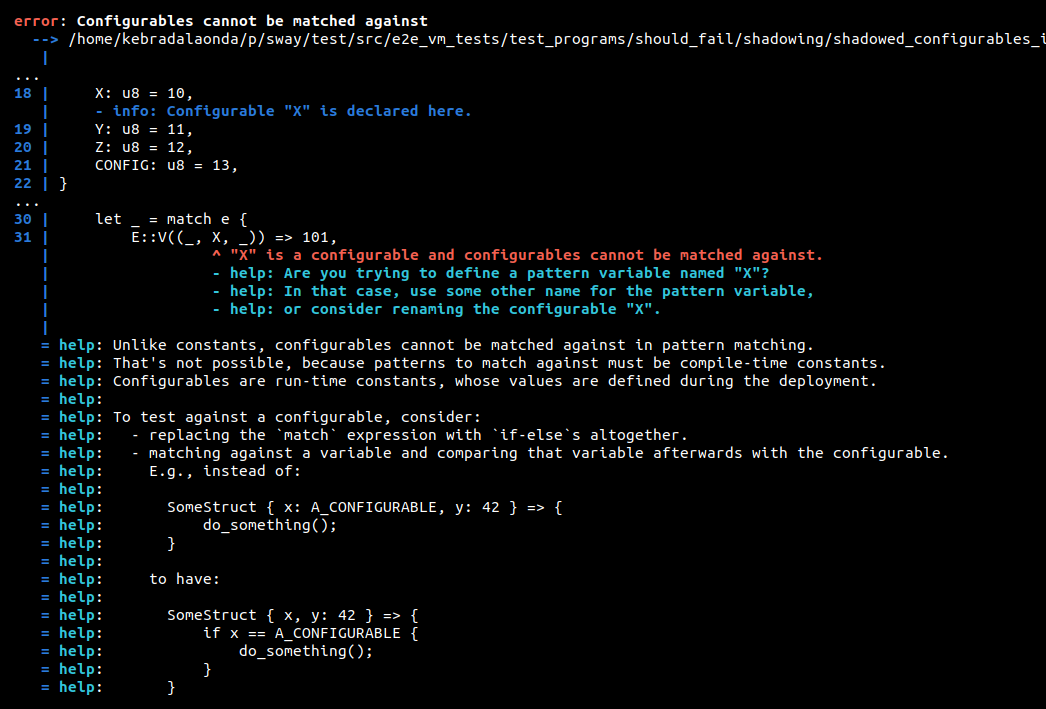 error: Configurables cannot be matched against
--> /home/kebradalaonda/p/sway/test/src/e2e_vm_tests/test_programs/should_fail/shadowing/shadowed_configurables_i
|
...
18 |     X: u8 = 10,
|     - info: Configurable "X" is declared here.
19 |     Y: u8 = 11,
20 |     Z: u8 = 12,
21 |     CONFIG: u8 = 13,
22 | }
...
30 |     let _ = match e {
31 |         E::V((_, X, _)) => 101,
|                  ^ "X" is a configurable and configurables cannot be matched against.
|                  - help: Are you trying to define a pattern variable named "X"?
|                  - help: In that case, use some other name for the pattern variable,
|                  - help: or consider renaming the configurable "X".
|
= help: Unlike constants, configurables cannot be matched against in pattern matching.
= help: That's not possible, because patterns to match against must be compile-time constants.
= help: Configurables are run-time constants, whose values are defined during the deployment.
= help:
= help: To test against a configurable, consider:
= help:   - replacing the `match` expression with `if-else`s altogether.
= help:   - matching against a variable and comparing that variable afterwards with the configurable.
= help:     E.g., instead of:
= help:
= help:       SomeStruct { x: A_CONFIGURABLE, y: 42 } => {
= help:           do_something();
= help:       }
= help:
= help:     to have:
= help:
= help:       SomeStruct { x, y: 42 } => {
= help:           if x == A_CONFIGURABLE {
= help:               do_something();
= help:           }
= help:       }